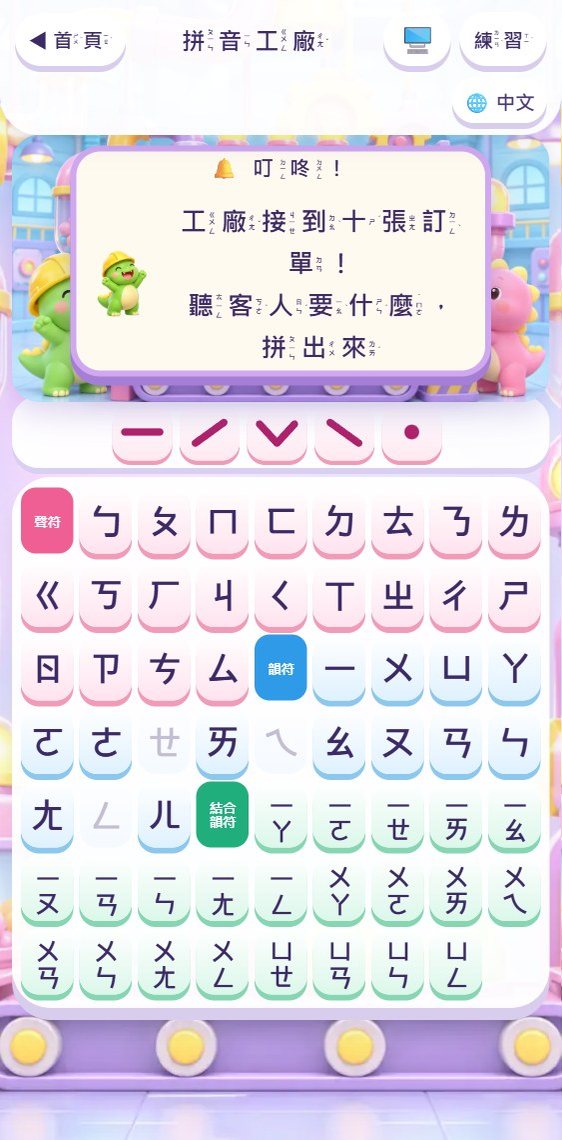 ◀ 首頁 拼音工廠 練習
中文
叮咚！
工廠接到十張訂
單！
聽客人要什麼，
拼出來
ˉ ˊ ˇ ˋ ˙
聲符 ㄅ ㄆ ㄇ ㄈ ㄉ ㄊ ㄋ ㄌ
ㄍ ㄎ ㄏ ㄐ ㄑ ㄒ ㄓ ㄔ ㄕ
ㄖ ㄗ ㄘ ㄙ 韻符 ㄧ ㄨ ㄩ ㄚ
ㄛ ㄜ ㄝ ㄞ ㄟ ㄠ ㄡ ㄢ ㄣ
ㄤ ㄥ ㄦ 結合韻符 ㄧㄚ ㄧㄛ ㄧㄝ ㄧㄞ ㄧㄠ
ㄧㄡ ㄧㄢ ㄧㄣ ㄧㄤ ㄧㄥ ㄨㄚ ㄨㄛ ㄨㄞ ㄨㄟ
ㄨㄢ ㄨㄣ ㄨㄤ ㄨㄥ ㄩㄝ ㄩㄢ ㄩㄣ ㄩㄥ